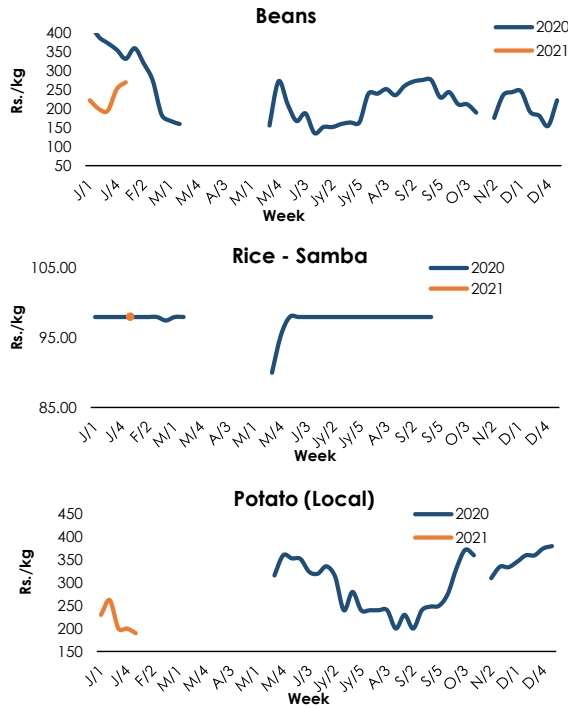 Beans
400
350
300
250
200
150
100
50
Rs./kg
2020
2021
J/1
J/4
F/2
M/1
M/4
A/3
M/1
M/4
J/3
Jy/2
Jy/5
A/3
S/2
S/5
O/3
N/2
D/1
D/4
Week
Rice - Samba
105.00
95.00
85.00
Rs./kg
2020
2021
J/1
J/4
F/2
M/1
M/4
A/3
M/1
M/4
J/3
Jy/2
Jy/5
A/3
S/2
S/5
O/3
N/2
D/1
D/4
Week
Potato (Local)
450
400
350
300
250
200
150
Rs./kg
2020
2021
J/1
J/4
F/2
M/1
M/4
A/3
M/1
M/4
J/3
Jy/2
Jy/5
A/3
S/2
S/5
O/3
N/2
D/1
D/4
Week